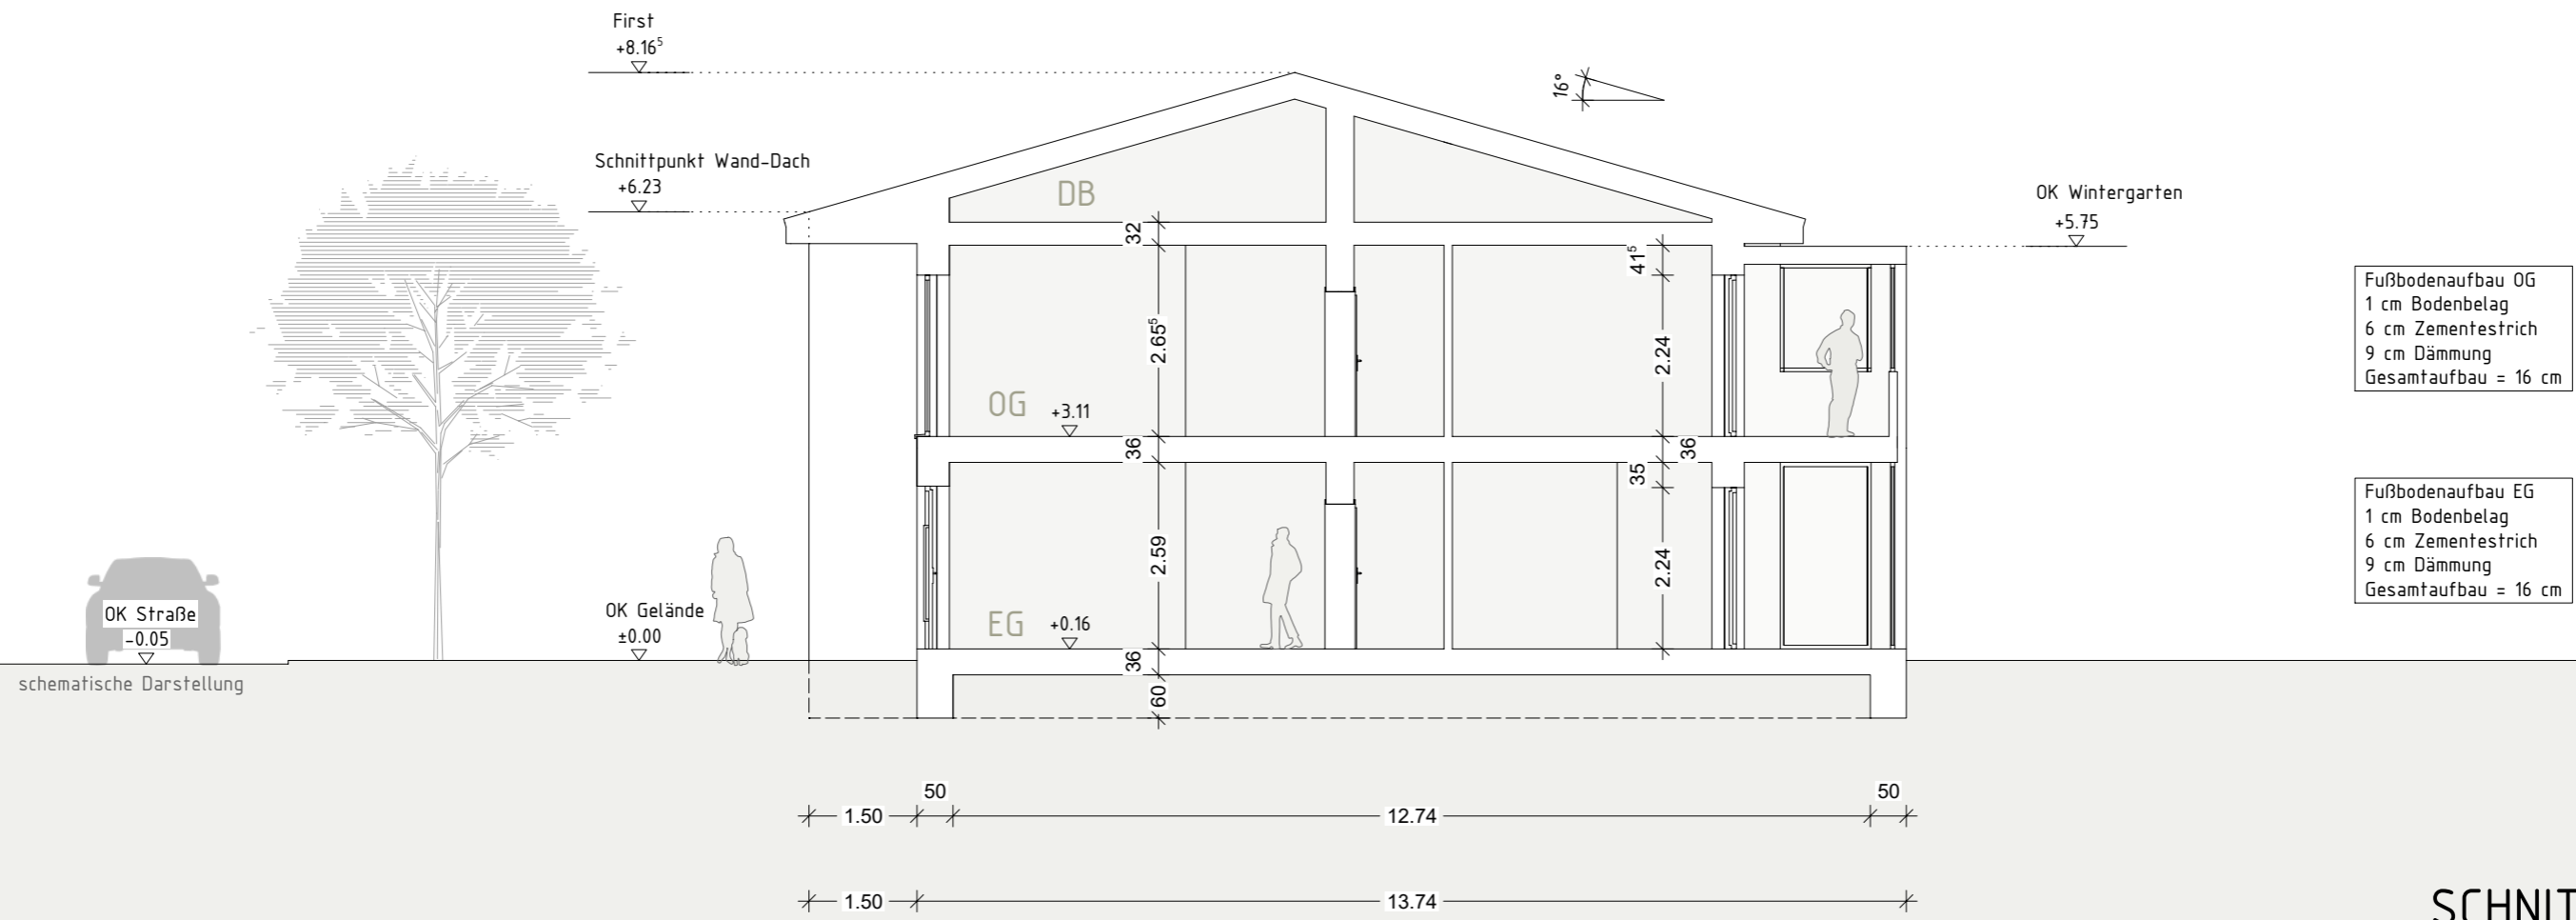 First
+8.16⁵
16°
Schnittpunkt Wand-Dach
+6.23
DB
OK Wintergarten
+5.75
32
41⁵
Fußbodenaufbau OG
1 cm Bodenbelag
6 cm Zementestrich
9 cm Dämmung
Gesamtaufbau = 16 cm
2.65⁵
2.24
OG
+3.11
36
36
35
Fußbodenaufbau EG
1 cm Bodenbelag
6 cm Zementestrich
9 cm Dämmung
Gesamtaufbau = 16 cm
2.59
2.24
OK Straße
-0.05
OK Gelände
±0.00
EG
+0.16
schematische Darstellung
36
60
50
50
1.50
12.74
1.50
13.74
SCHNIT